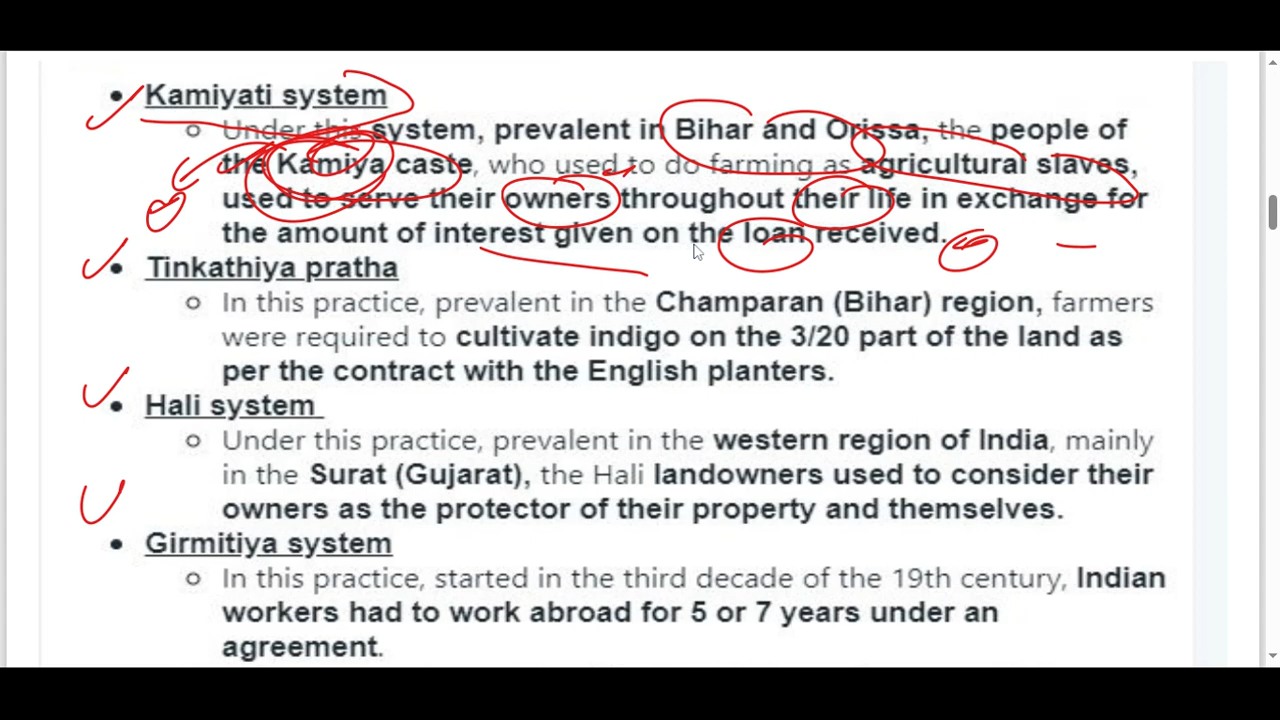 • Kamiyati system
o Under this system, prevalent in Bihar and Orissa, the people of
the Kamiya caste, who used to do farming as agricultural slaves,
used to serve their owners throughout their life in exchange for
the amount of interest given on the loan received.
• Tinkathiya pratha
o In this practice, prevalent in the Champaran (Bihar) region, farmers
were required to cultivate indigo on the 3/20 part of the land as
per the contract with the English planters.
• Hali system
o Under this practice, prevalent in the western region of India, mainly
in the Surat (Gujarat), the Hali landowners used to consider their
owners as the protector of their property and themselves.
• Girmitiya system
o In this practice, started in the third decade of the 19th century, Indian
workers had to work abroad for 5 or 7 years under an
agreement.